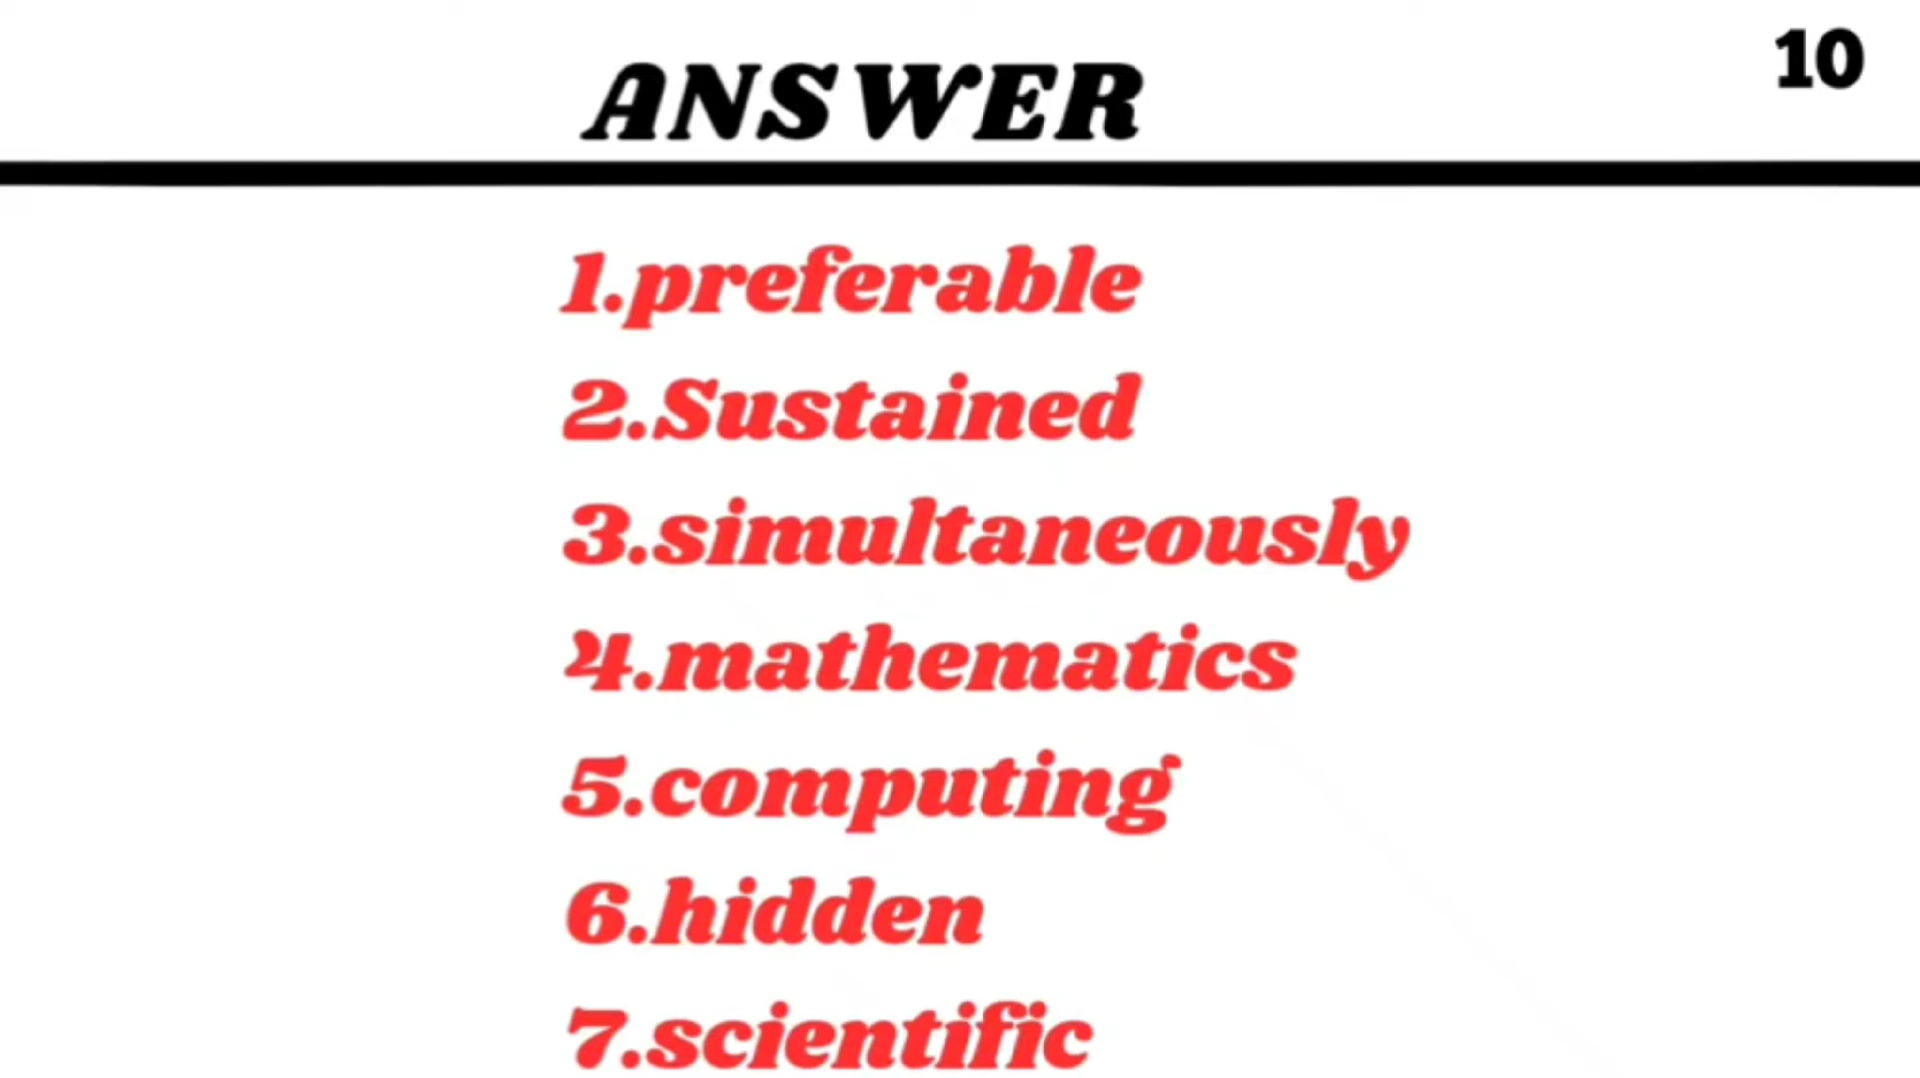 10
ANSWER
1.preferable
2.Sustained
3.simultaneously
4.mathematics
5.computing
6.hidden
7.scientific